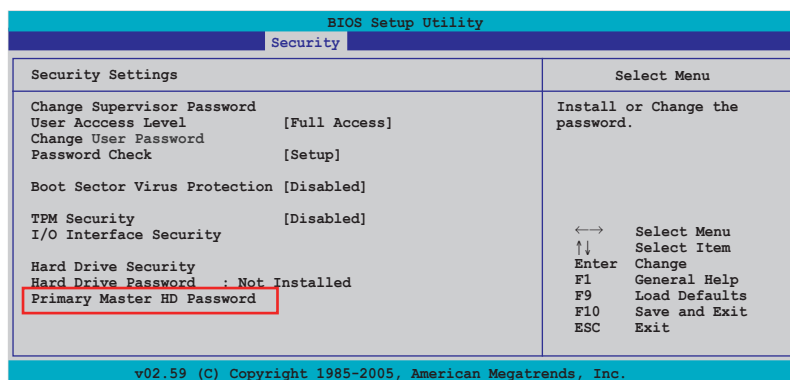 BIOS Setup Utility
Security
Security Settings
Change Supervisor Password
User Acccess Level [Full Access]
Change User Password
Password Check [Setup]
Boot Sector Virus Protection [Disabled]
TPM Security [Disabled]
I/O Interface Security
Hard Drive Security
Hard Drive Password : Not Installed
Primary Master HD Password
Select Menu
Install or Change the
password.
←→ Select Menu
↑↓ Select Item
Enter Change
F1 General Help
F9 Load Defaults
F10 Save and Exit
ESC Exit
v02.59 (C) Copyright 1985-2005, American Megatrends, Inc.